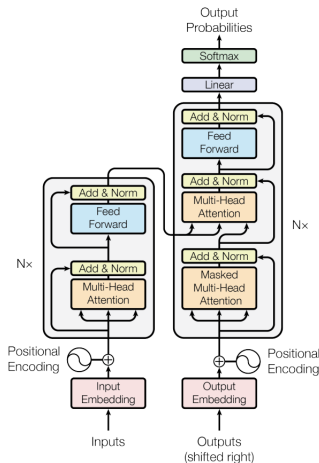 Output
Probabilities
Softmax
Linear
Add & Norm
Feed
Forward
Add & Norm
Multi-Head
Attention
Add & Norm
Masked
Multi-Head
Attention
N×
Add & Norm
Feed
Forward
Add & Norm
Multi-Head
Attention
N×
Positional
Encoding
Positional
Encoding
Input
Embedding
Output
Embedding
Inputs
Outputs
(shifted right)